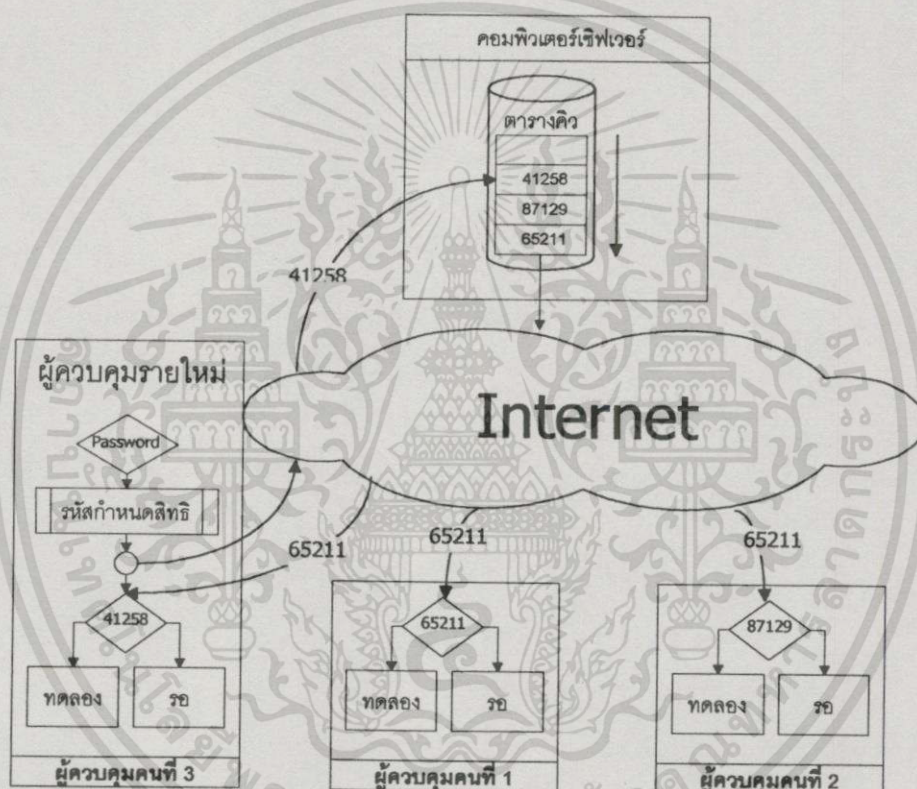 คอมพิวเตอร์เซิฟเวอร์
ตารางคิว
41258
87129
65211
41258
ผู้ควบคุมรายใหม่
Internet
Password
รหัสกำหนดสิทธิ
65211
65211
65211
41258
65211
87129
ทดลอง
รอ
ทดลอง
รอ
ทดลอง
รอ
ผู้ควบคุมคนที่ 3
ผู้ควบคุมคนที่ 1
ผู้ควบคุมคนที่ 2